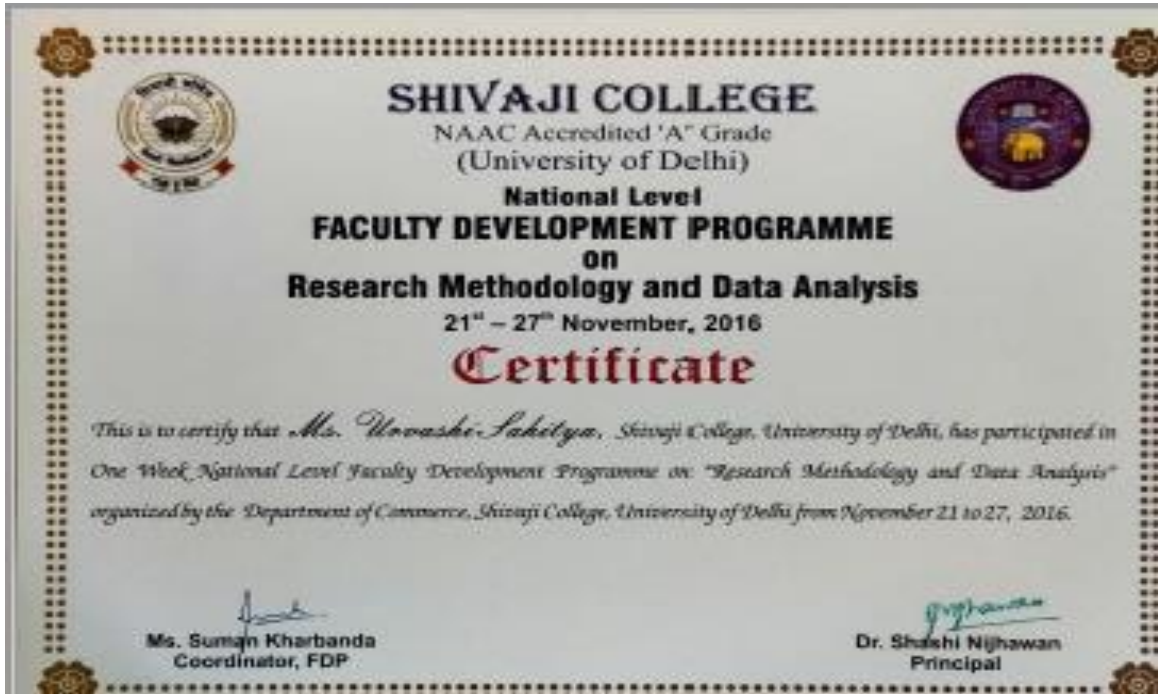 SHIVAJI COLLEGE
NAAC Accredited 'A' Grade
(University of Delhi)
National Level
FACULTY DEVELOPMENT PROGRAMME
on
Research Methodology and Data Analysis
21st – 27th November, 2016
Certificate
This is to certify that Ms. Urvashi Sahitya, Shivaji College, University of Delhi, has participated in
One Week National Level Faculty Development Programme on "Research Methodology and Data Analysis"
organized by the Department of Commerce, Shivaji College, University of Delhi from November 21 to 27, 2016.
Ms. Suman Kharbanda
Coordinator, FDP
Dr. Shashi Nijhawan
Principal